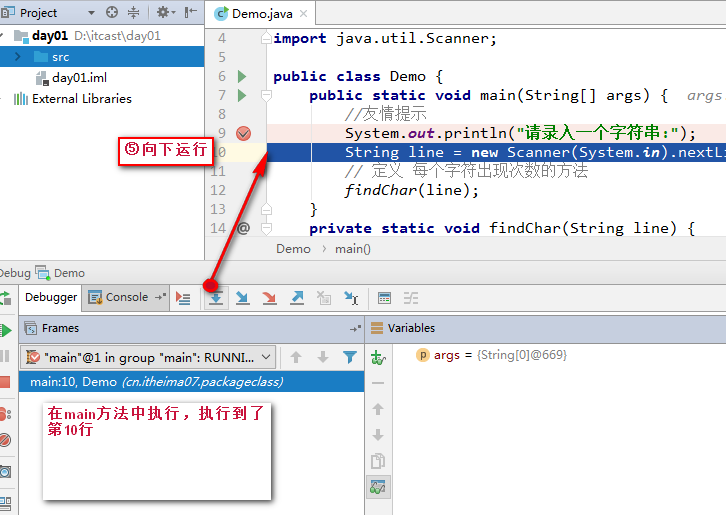 Project
Demo.java
day01 D:\itcast\day01
src
day01.iml
External Libraries
4 import java.util.Scanner;
5
6 public class Demo {
7 public static void main(String[] args) { args
8 //友情提示
9 System.out.println("请录入一个字符串:");
10 String line = new Scanner(System.in).nextLi
11 // 定义 每个字符出现次数的方法
12 findChar(line);
13 }
14 @ private static void findChar(String line) {
⑤向下运行
Demo > main()
Debug Demo
Debugger Console
Frames
Variables
"main"@1 in group "main": RUNNI...
args = {String[0]@669}
main:10, Demo (cn.itheima07.packageclass)
在main方法中执行，执行到了
第10行